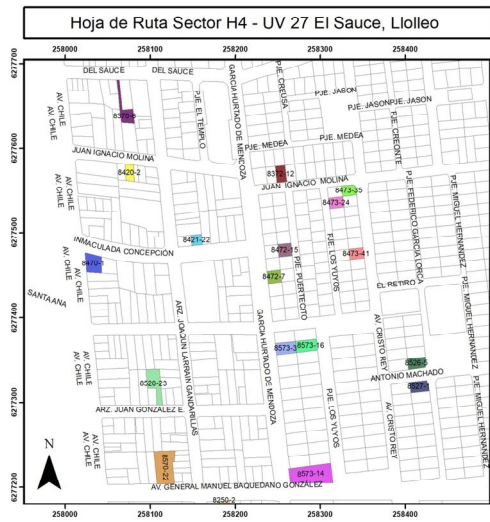 Hoja de Ruta Sector H4 - UV 27 El Sauce, Llolleo
258000 258100 258200 258300 258400
6277700
6277600
6277500
6277400
6277300
6277200
DEL SAUCE
DEL SAUCE
AV. CHILE
AV. CHILE
PJE. EL TEMPLO
GARCIA HURTADO DE MENDOZA
PJE. CREUSA
PJE. JASON
PJE. JASON
PJE. JASON
8370-6
PJE. MEDEA
PJE. MEDEA
PJE. CREONTE
JUAN IGNACIO MOLINA
8420-2
8372-12
JUAN IGNACIO MOLINA
8473-35
8473-24
AV. CHILE
AV. CHILE
PJE. FEDERICO GARCIA LORCA
PJE. MIGUEL HERNANDEZ
INMACULADA CONCEPCIÓN
8421-22
8472-15
8473-41
8470-1
8472-7
PJE. PUERTECITO
PJE. LOS YUYOS
AV. CHILE
AV. CHILE
SANTA ANA
EL RETIRO
ARZ. JOAQUIN LARRAIN GANDARILLAS
GARCIA HURTADO DE MENDOZA
AV. CRISTO REY
PJE. MIGUEL HERNANDEZ
8573-3
8573-16
AV. CHILE
AV. CHILE
8526-5
ANTONIO MACHADO
8520-23
8527-1
ARZ. JUAN GONZALEZ E.
PJE. LOS YUYOS
AV. CRISTO REY
PJE. MIGUEL HERNANDEZ
AV. CHILE
AV. CHILE
N
8570-22
8573-14
AV. GENERAL MANUEL BAQUEDANO GONZALEZ
8250-2
258000 258100 258200 258300 258400